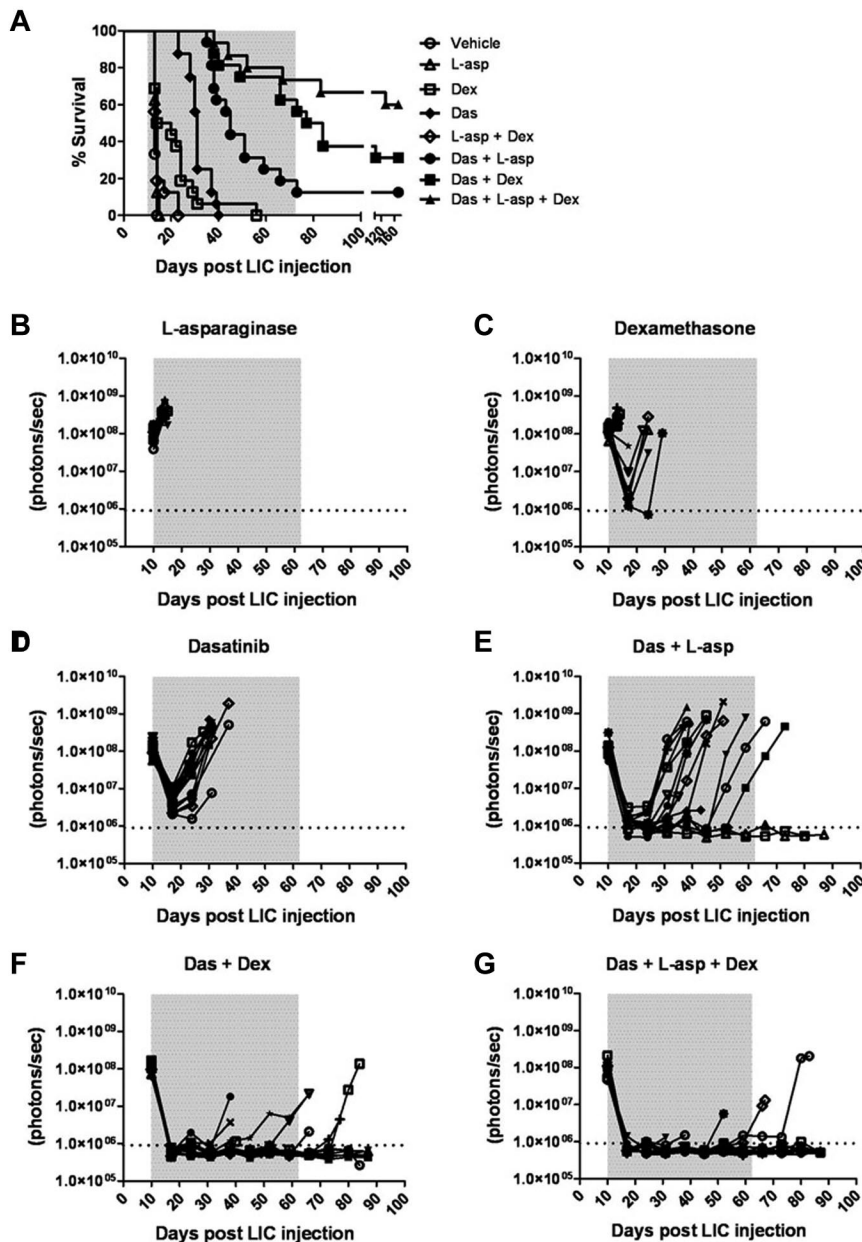 A
100
80
60
40
20
0
% Survival
0
20
40
60
80
100
120
160
Days post LIC injection
Vehicle
L-asp
Dex
Das
L-asp + Dex
Das + L-asp
Das + Dex
Das + L-asp + Dex
B
L-asparaginase
1.0×10¹⁰
1.0×10⁰⁹
1.0×10⁰⁸
1.0×10⁰⁷
1.0×10⁰⁶
1.0×10⁰⁵
(photons/sec)
0 10 20 30 40 50 60 70 80 90 100
Days post LIC injection
C
Dexamethasone
1.0×10¹⁰
1.0×10⁰⁹
1.0×10⁰⁸
1.0×10⁰⁷
1.0×10⁰⁶
1.0×10⁰⁵
(photons/sec)
0 10 20 30 40 50 60 70 80 90 100
Days post LIC injection
D
Dasatinib
1.0×10¹⁰
1.0×10⁰⁹
1.0×10⁰⁸
1.0×10⁰⁷
1.0×10⁰⁶
1.0×10⁰⁵
(photons/sec)
0 10 20 30 40 50 60 70 80 90 100
Days post LIC injection
E
Das + L-asp
1.0×10¹⁰
1.0×10⁰⁹
1.0×10⁰⁸
1.0×10⁰⁷
1.0×10⁰⁶
1.0×10⁰⁵
(photons/sec)
0 10 20 30 40 50 60 70 80 90 100
Days post LIC injection
F
Das + Dex
1.0×10¹⁰
1.0×10⁰⁹
1.0×10⁰⁸
1.0×10⁰⁷
1.0×10⁰⁶
1.0×10⁰⁵
(photons/sec)
0 10 20 30 40 50 60 70 80 90 100
Days post LIC injection
G
Das + L-asp + Dex
1.0×10¹⁰
1.0×10⁰⁹
1.0×10⁰⁸
1.0×10⁰⁷
1.0×10⁰⁶
1.0×10⁰⁵
(photons/sec)
0 10 20 30 40 50 60 70 80 90 100
Days post LIC injection